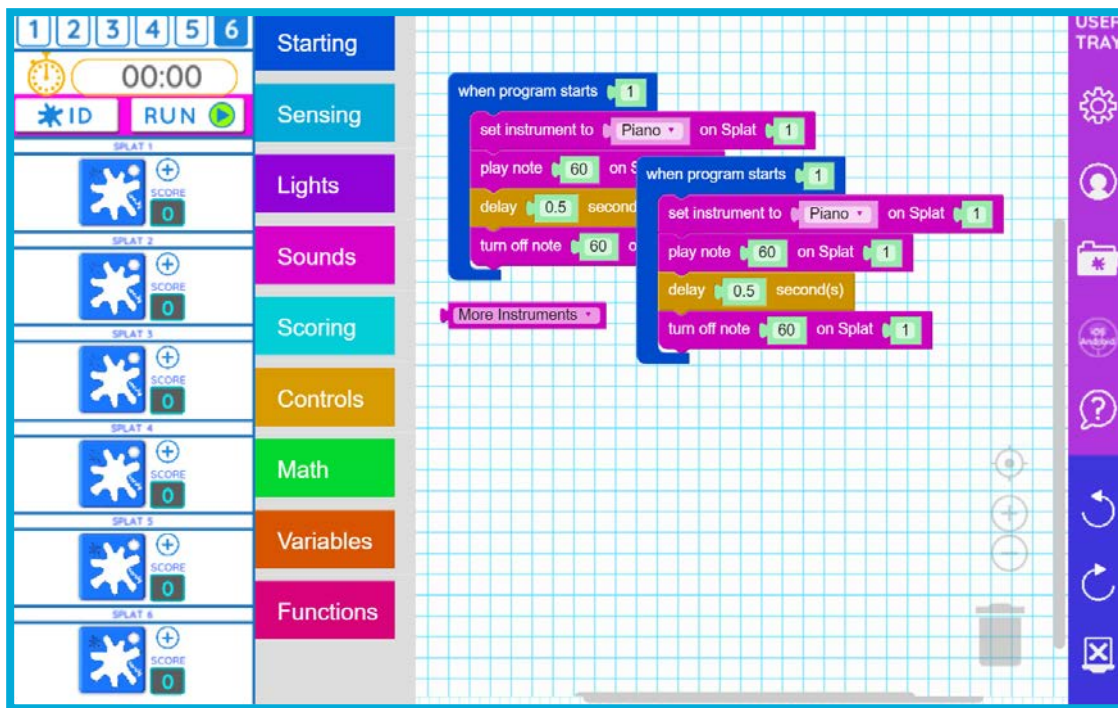 1 2 3 4 5 6
00:00
ID RUN
SPLAT 1
SCORE
0
SPLAT 2
SCORE
0
SPLAT 3
SCORE
0
SPLAT 4
SCORE
0
SPLAT 5
SCORE
0
SPLAT 6
SCORE
0
Starting
Sensing
Lights
Sounds
Scoring
Controls
Math
Variables
Functions
when program starts 1
set instrument to Piano on Splat 1
play note 60 on S
delay 0.5 second
turn off note 60 o
More Instruments
when program starts 1
set instrument to Piano on Splat 1
play note 60 on Splat 1
delay 0.5 second(s)
turn off note 60 on Splat 1
USER
TRAY
iOS
Android